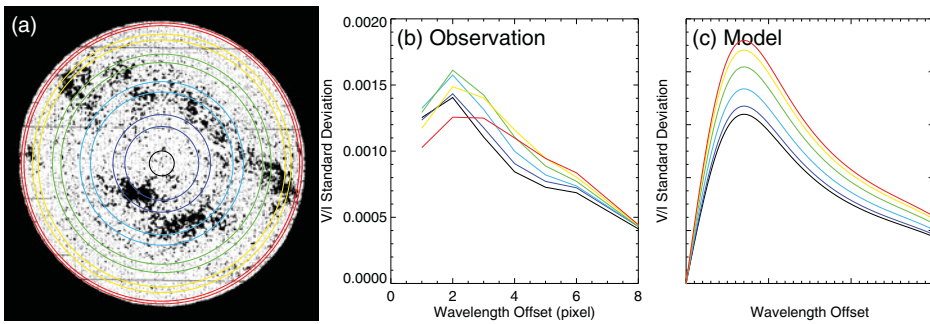 (a)
(b) Observation
V/I Standard Deviation
0.0020
0.0015
0.0010
0.0005
0.0000
0
2
4
6
8
Wavelength Offset (pixel)
(c) Model
V/I Standard Deviation
Wavelength Offset